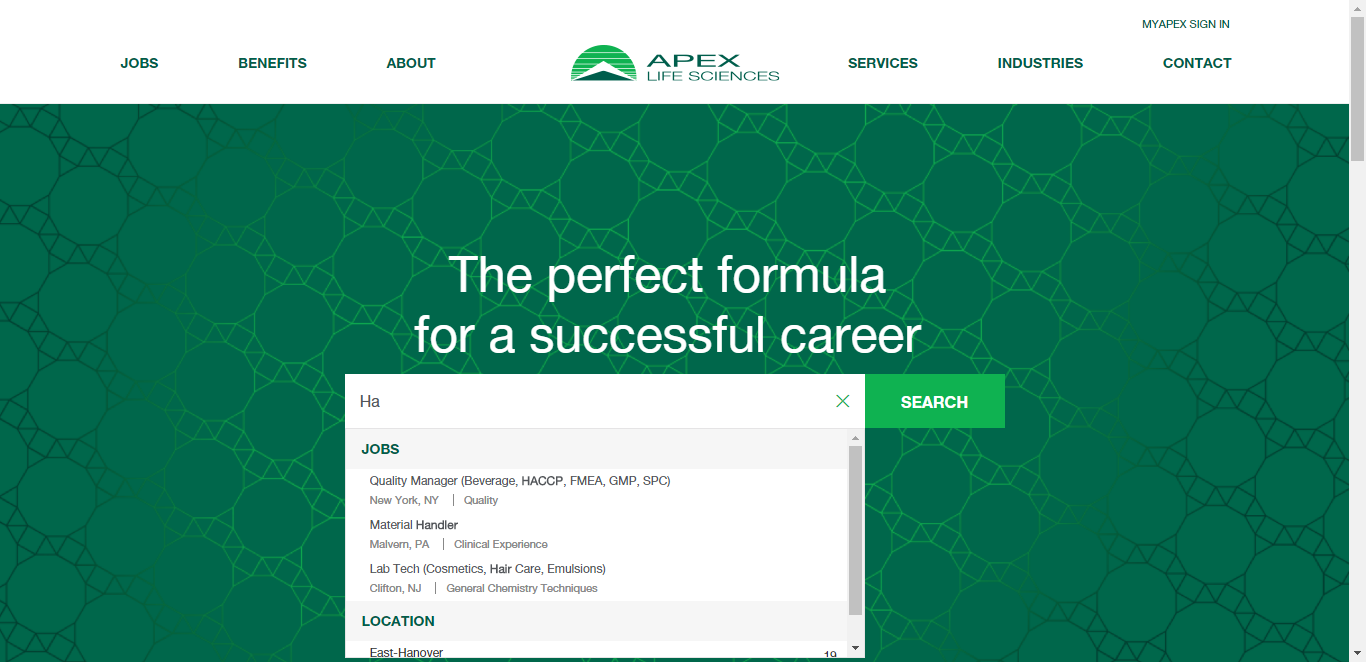 MYAPEX SIGN IN
JOBS BENEFITS ABOUT APEX LIFE SCIENCES SERVICES INDUSTRIES CONTACT
The perfect formula
for a successful career
Ha SEARCH
JOBS
Quality Manager (Beverage, HACCP, FMEA, GMP, SPC)
New York, NY | Quality
Material Handler
Malvern, PA | Clinical Experience
Lab Tech (Cosmetics, Hair Care, Emulsions)
Clifton, NJ | General Chemistry Techniques
LOCATION
East-Hanover 19